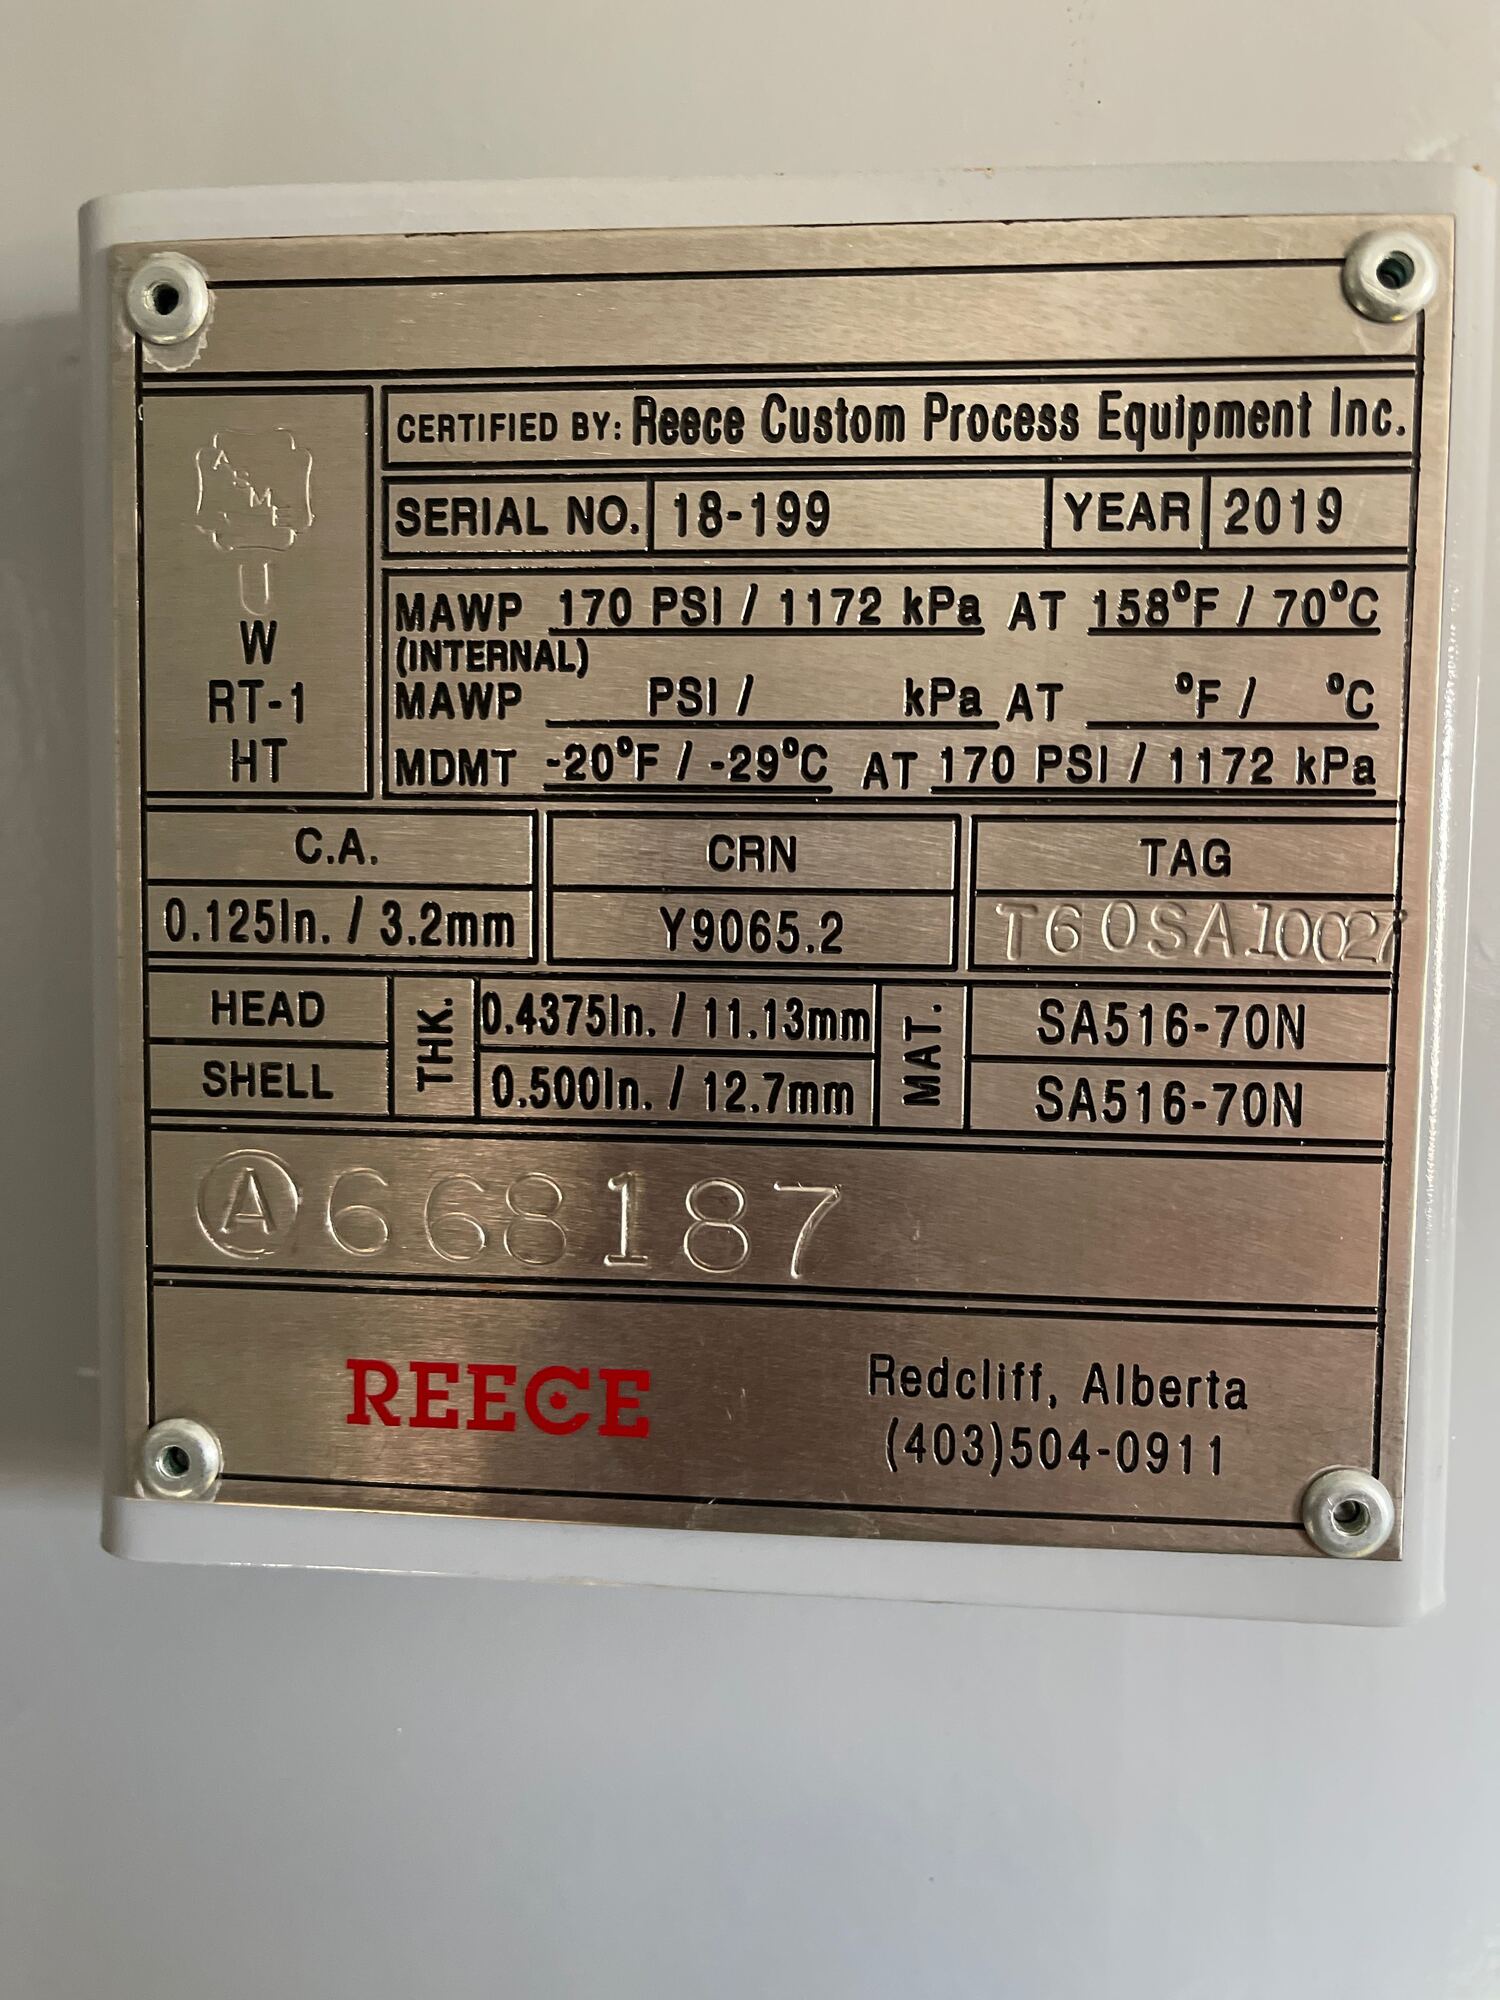 ASME
U
W
RT-1
HT
CERTIFIED BY: Reece Custom Process Equipment Inc.
SERIAL NO. 18-199 YEAR 2019
MAWP 170 PSI / 1172 kPa AT 158°F / 70°C
(INTERNAL)
MAWP PSI / kPa AT °F / °C
MDMT -20°F / -29°C AT 170 PSI / 1172 kPa
C.A. CRN TAG
0.125In. / 3.2mm Y9065.2 T60SA10027
HEAD THK. 0.4375In. / 11.13mm MAT. SA516-70N
SHELL 0.500In. / 12.7mm SA516-70N
Ⓐ668187
REECE
Redcliff, Alberta
(403)504-0911